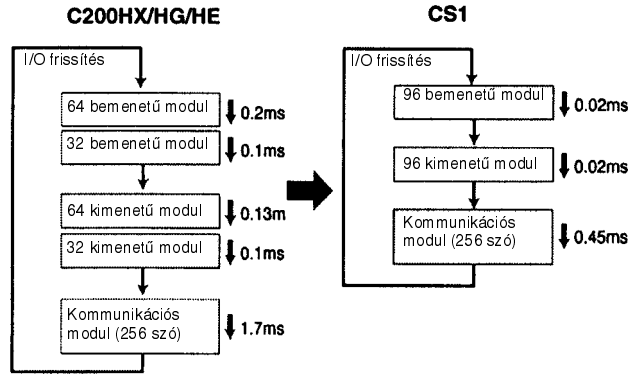 C200HX/HG/HE
I/O frissítés
64 bemenetű modul
0.2ms
32 bemenetű modul
0.1ms
64 kimenetű modul
0.13m
32 kimenetű modul
0.1ms
Kommunikációs
modul (256 szó)
1.7ms
CS1
I/O frissítés
96 bemenetű modul
0.02ms
96 kimenetű modul
0.02ms
Kommunikációs
modul (256 szó)
0.45ms